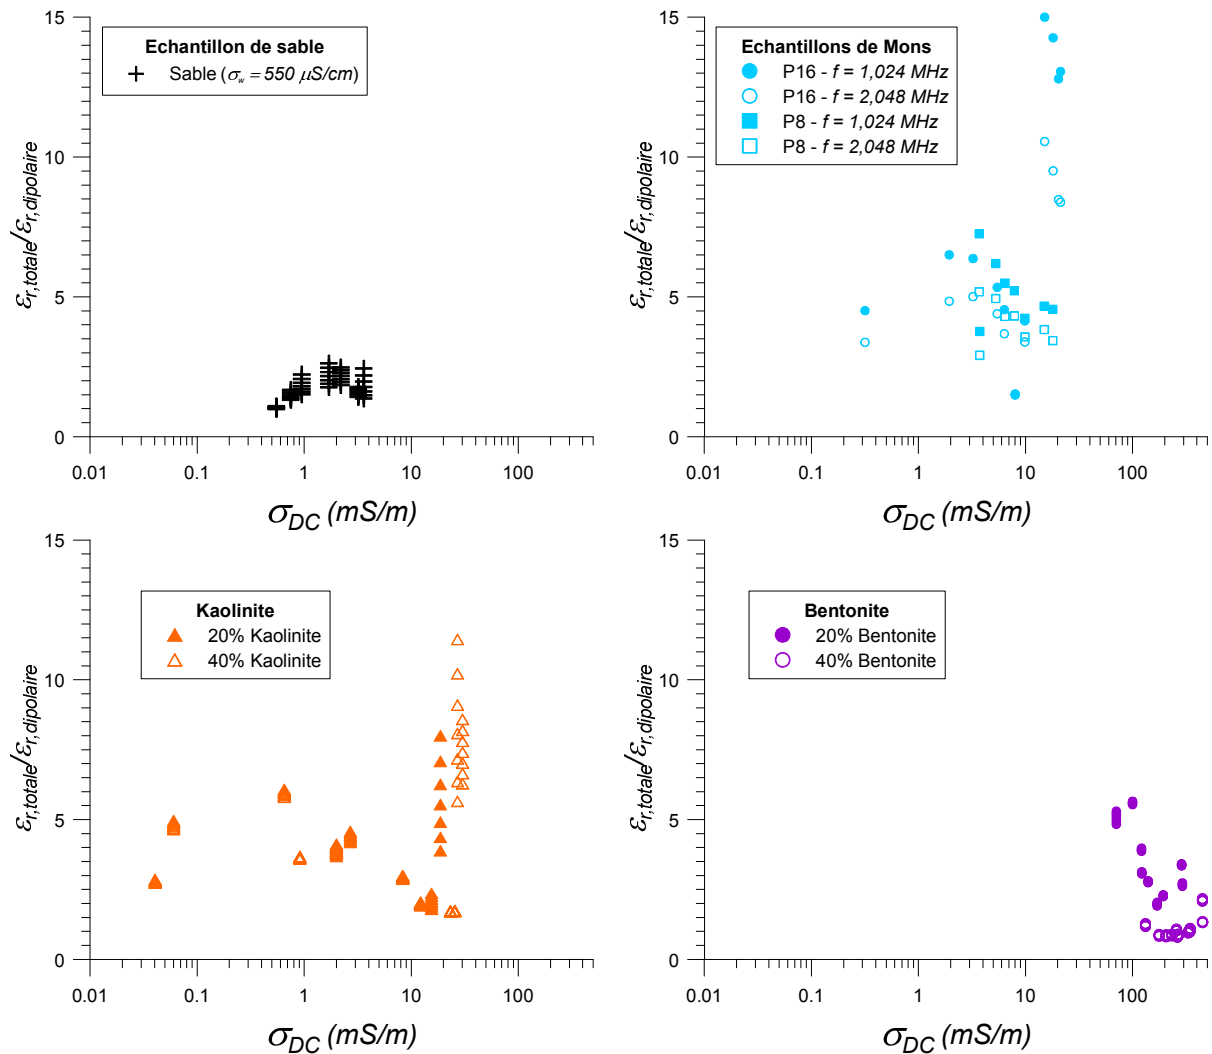 Echantillon de sable
Sable (σw = 550 μS/cm)
15
10
5
0
0.01 0.1 1 10 100
εr,totale/εr,dipolaire
σDC (mS/m)
Echantillons de Mons
P16 - f = 1,024 MHz
P16 - f = 2,048 MHz
P8 - f = 1,024 MHz
P8 - f = 2,048 MHz
15
10
5
0
0.01 0.1 1 10 100
εr,totale/εr,dipolaire
σDC (mS/m)
Kaolinite
20% Kaolinite
40% Kaolinite
15
10
5
0
0.01 0.1 1 10 100
εr,totale/εr,dipolaire
σDC (mS/m)
Bentonite
20% Bentonite
40% Bentonite
15
10
5
0
0.01 0.1 1 10 100
εr,totale/εr,dipolaire
σDC (mS/m)